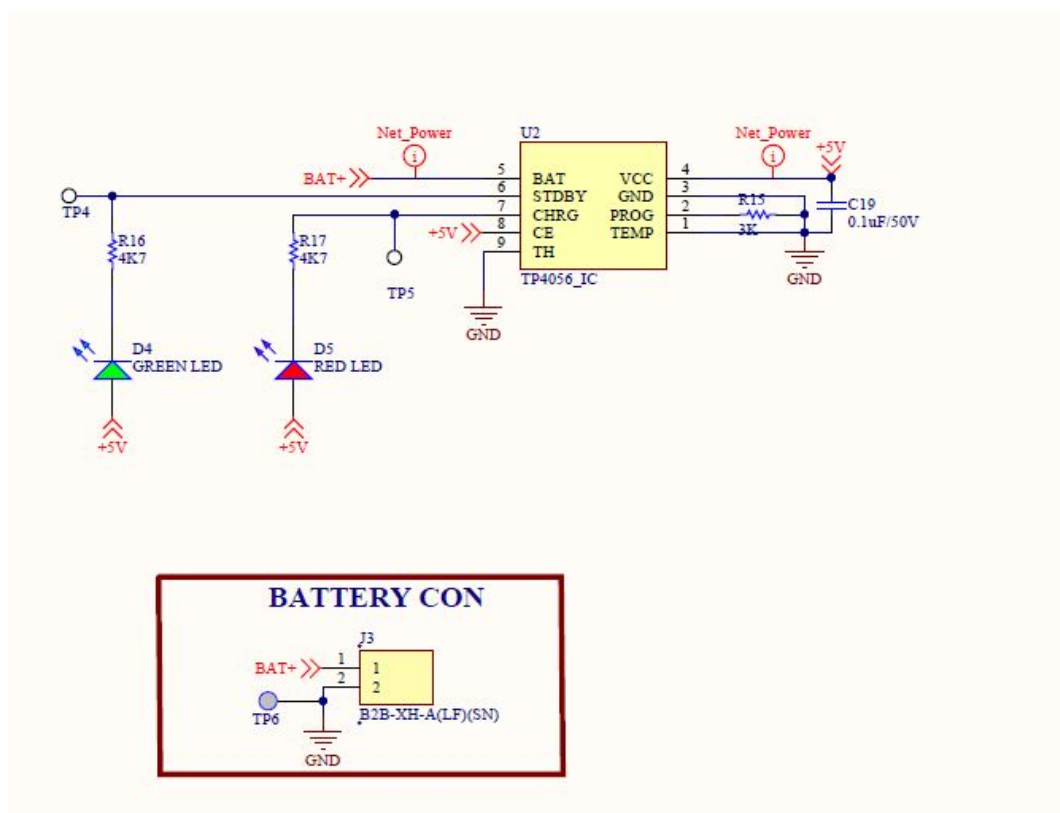 Net_Power
U2
Net_Power
+5V
BAT+
5
BAT
VCC
4
TP4
6
STDBY
GND
3
R15
C19
7
CHRG
PROG
2
0.1uF/50V
+5V
8
CE
TEMP
1
3K
9
TH
R16
4K7
R17
4K7
TP5
TP4056_IC
GND
GND
D4
GREEN LED
D5
RED LED
+5V
+5V
BATTERY CON
J3
BAT+
1
1
2
2
TP6
B2B-XH-A(LF)(SN)
GND